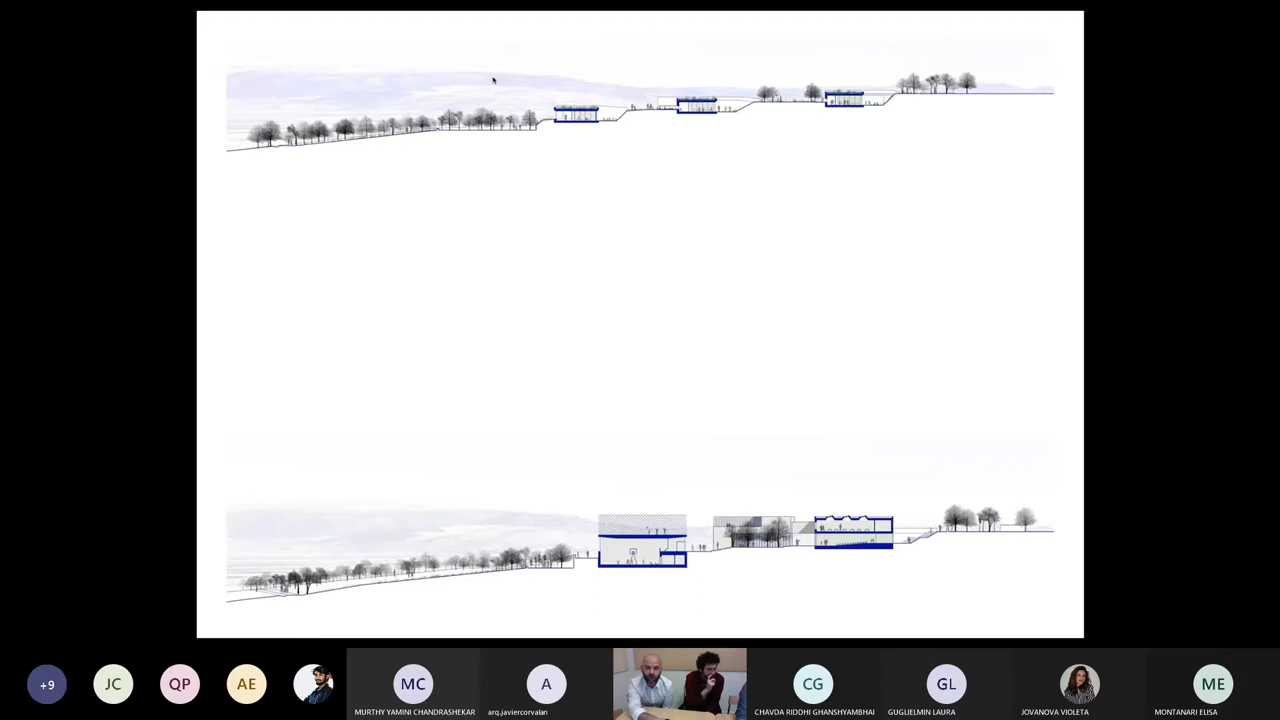 +9
JC
QP
AE
MC
MURTHY YAMINI CHANDRASHEKAR
A
arq.javiercorvalan
CG
CHAVDA RIDDHI GHANSHYAMBHAI
GL
GUGLIELMIN LAURA
JOVANOVA VIOLETA
ME
MONTANARI ELISA